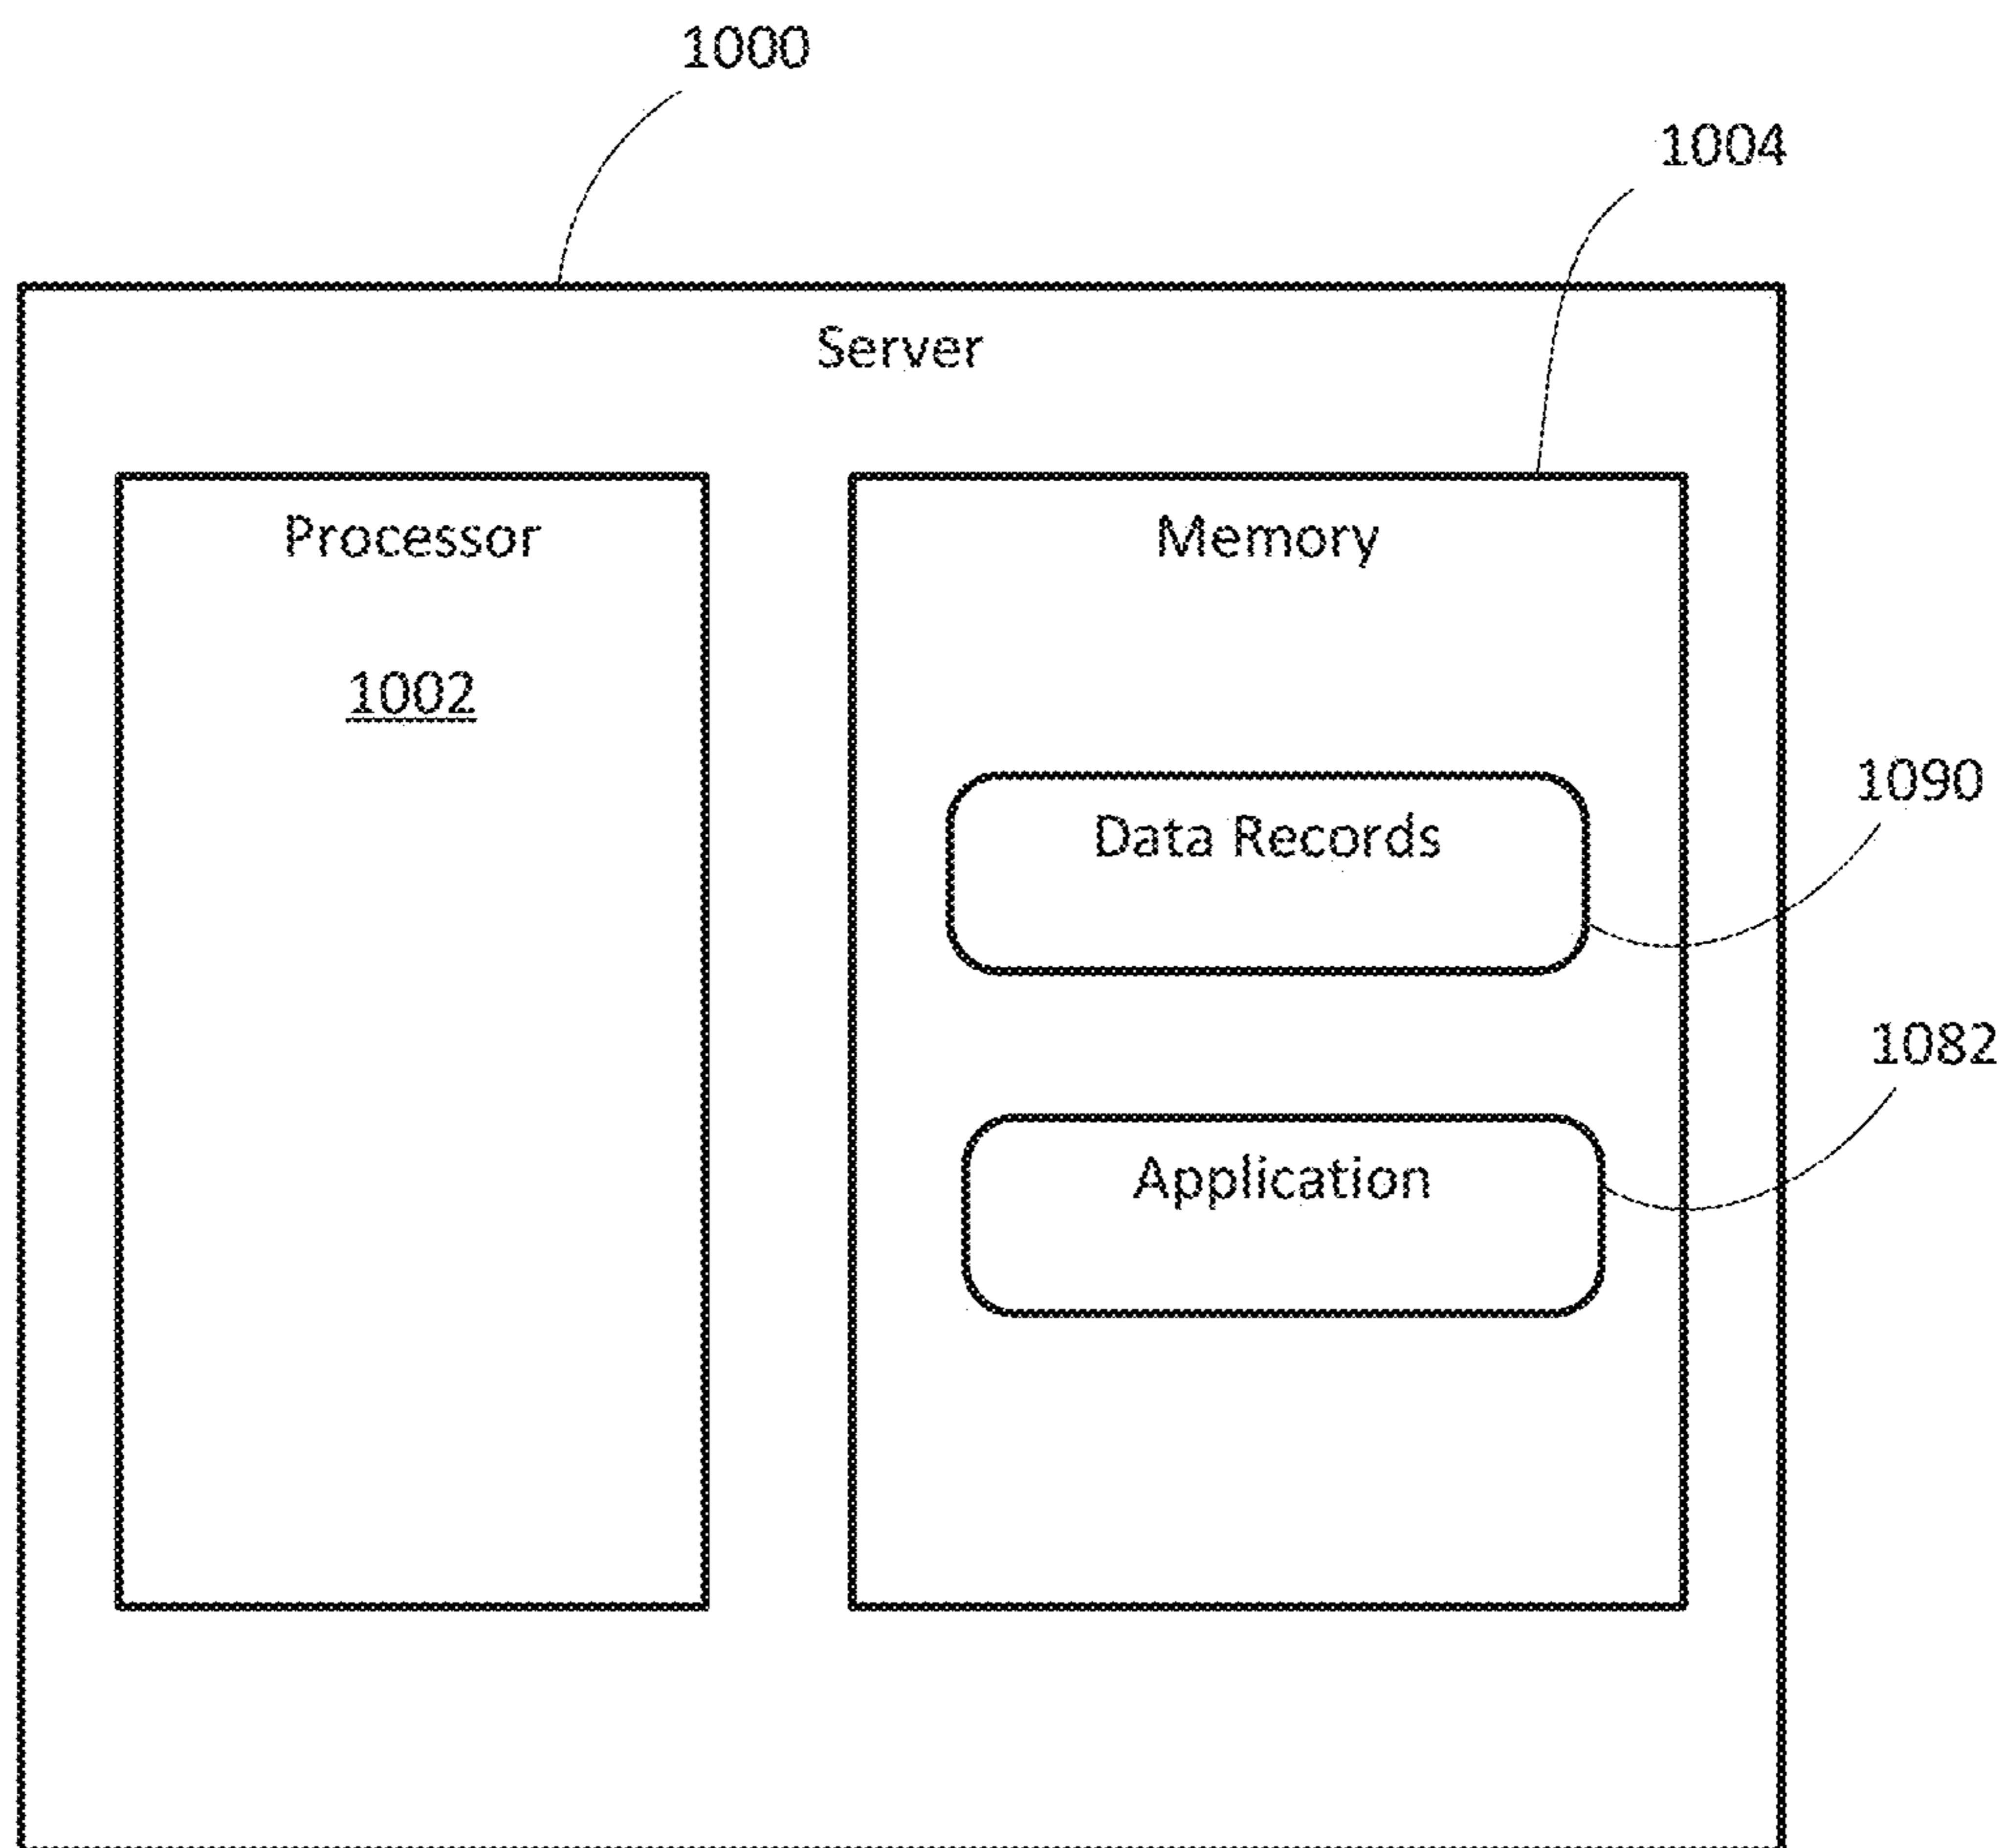 1000
1004
Server
Processor
Memory
1002
1090
Data Records
1082
Application